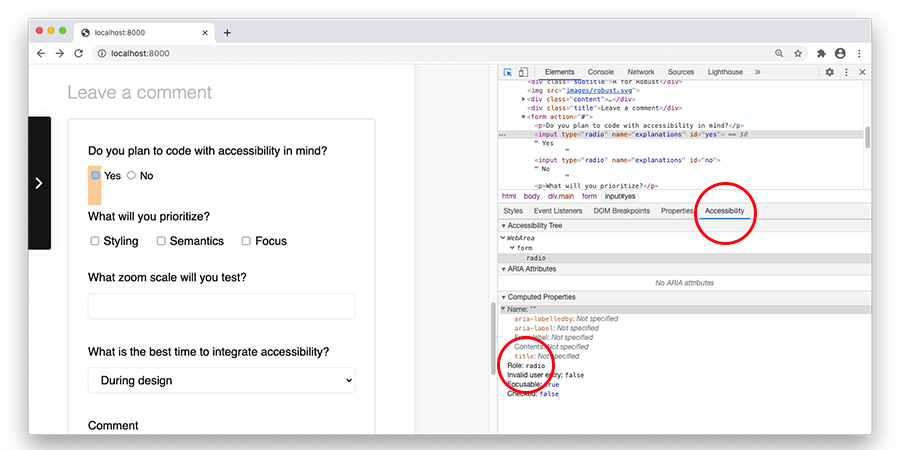 localhost:8000
localhost:8000
Leave a comment
Do you plan to code with accessibility in mind?
Yes No
What will you prioritize?
Styling Semantics Focus
What zoom scale will you test?
What is the best time to integrate accessibility?
During design
Comment
Elements Console Network Sources Lighthouse »
<div class="subtitle">R for Robust</div>
<img src="images/robust.svg">
<div class="content">…</div>
<div class="title">Leave a comment</div>
<form action="#">
<p>Do you plan to code with accessibility in mind?</p>
<input type="radio" name="explanations" id="yes"> == $0
" Yes
"
<input type="radio" name="explanations" id="no">
" No
"
<p>What will you prioritize?</p>
html body div.main form input#yes
Styles Event Listeners DOM Breakpoints Properties Accessibility
Accessibility Tree
WebArea
form
radio
ARIA Attributes
No ARIA attributes
Computed Properties
Name: ""
aria-labelledby: Not specified
aria-label: Not specified
label: Not specified
Contents: Not specified
title: Not specified
Role: radio
Invalid user entry: false
Focusable: true
Checked: false